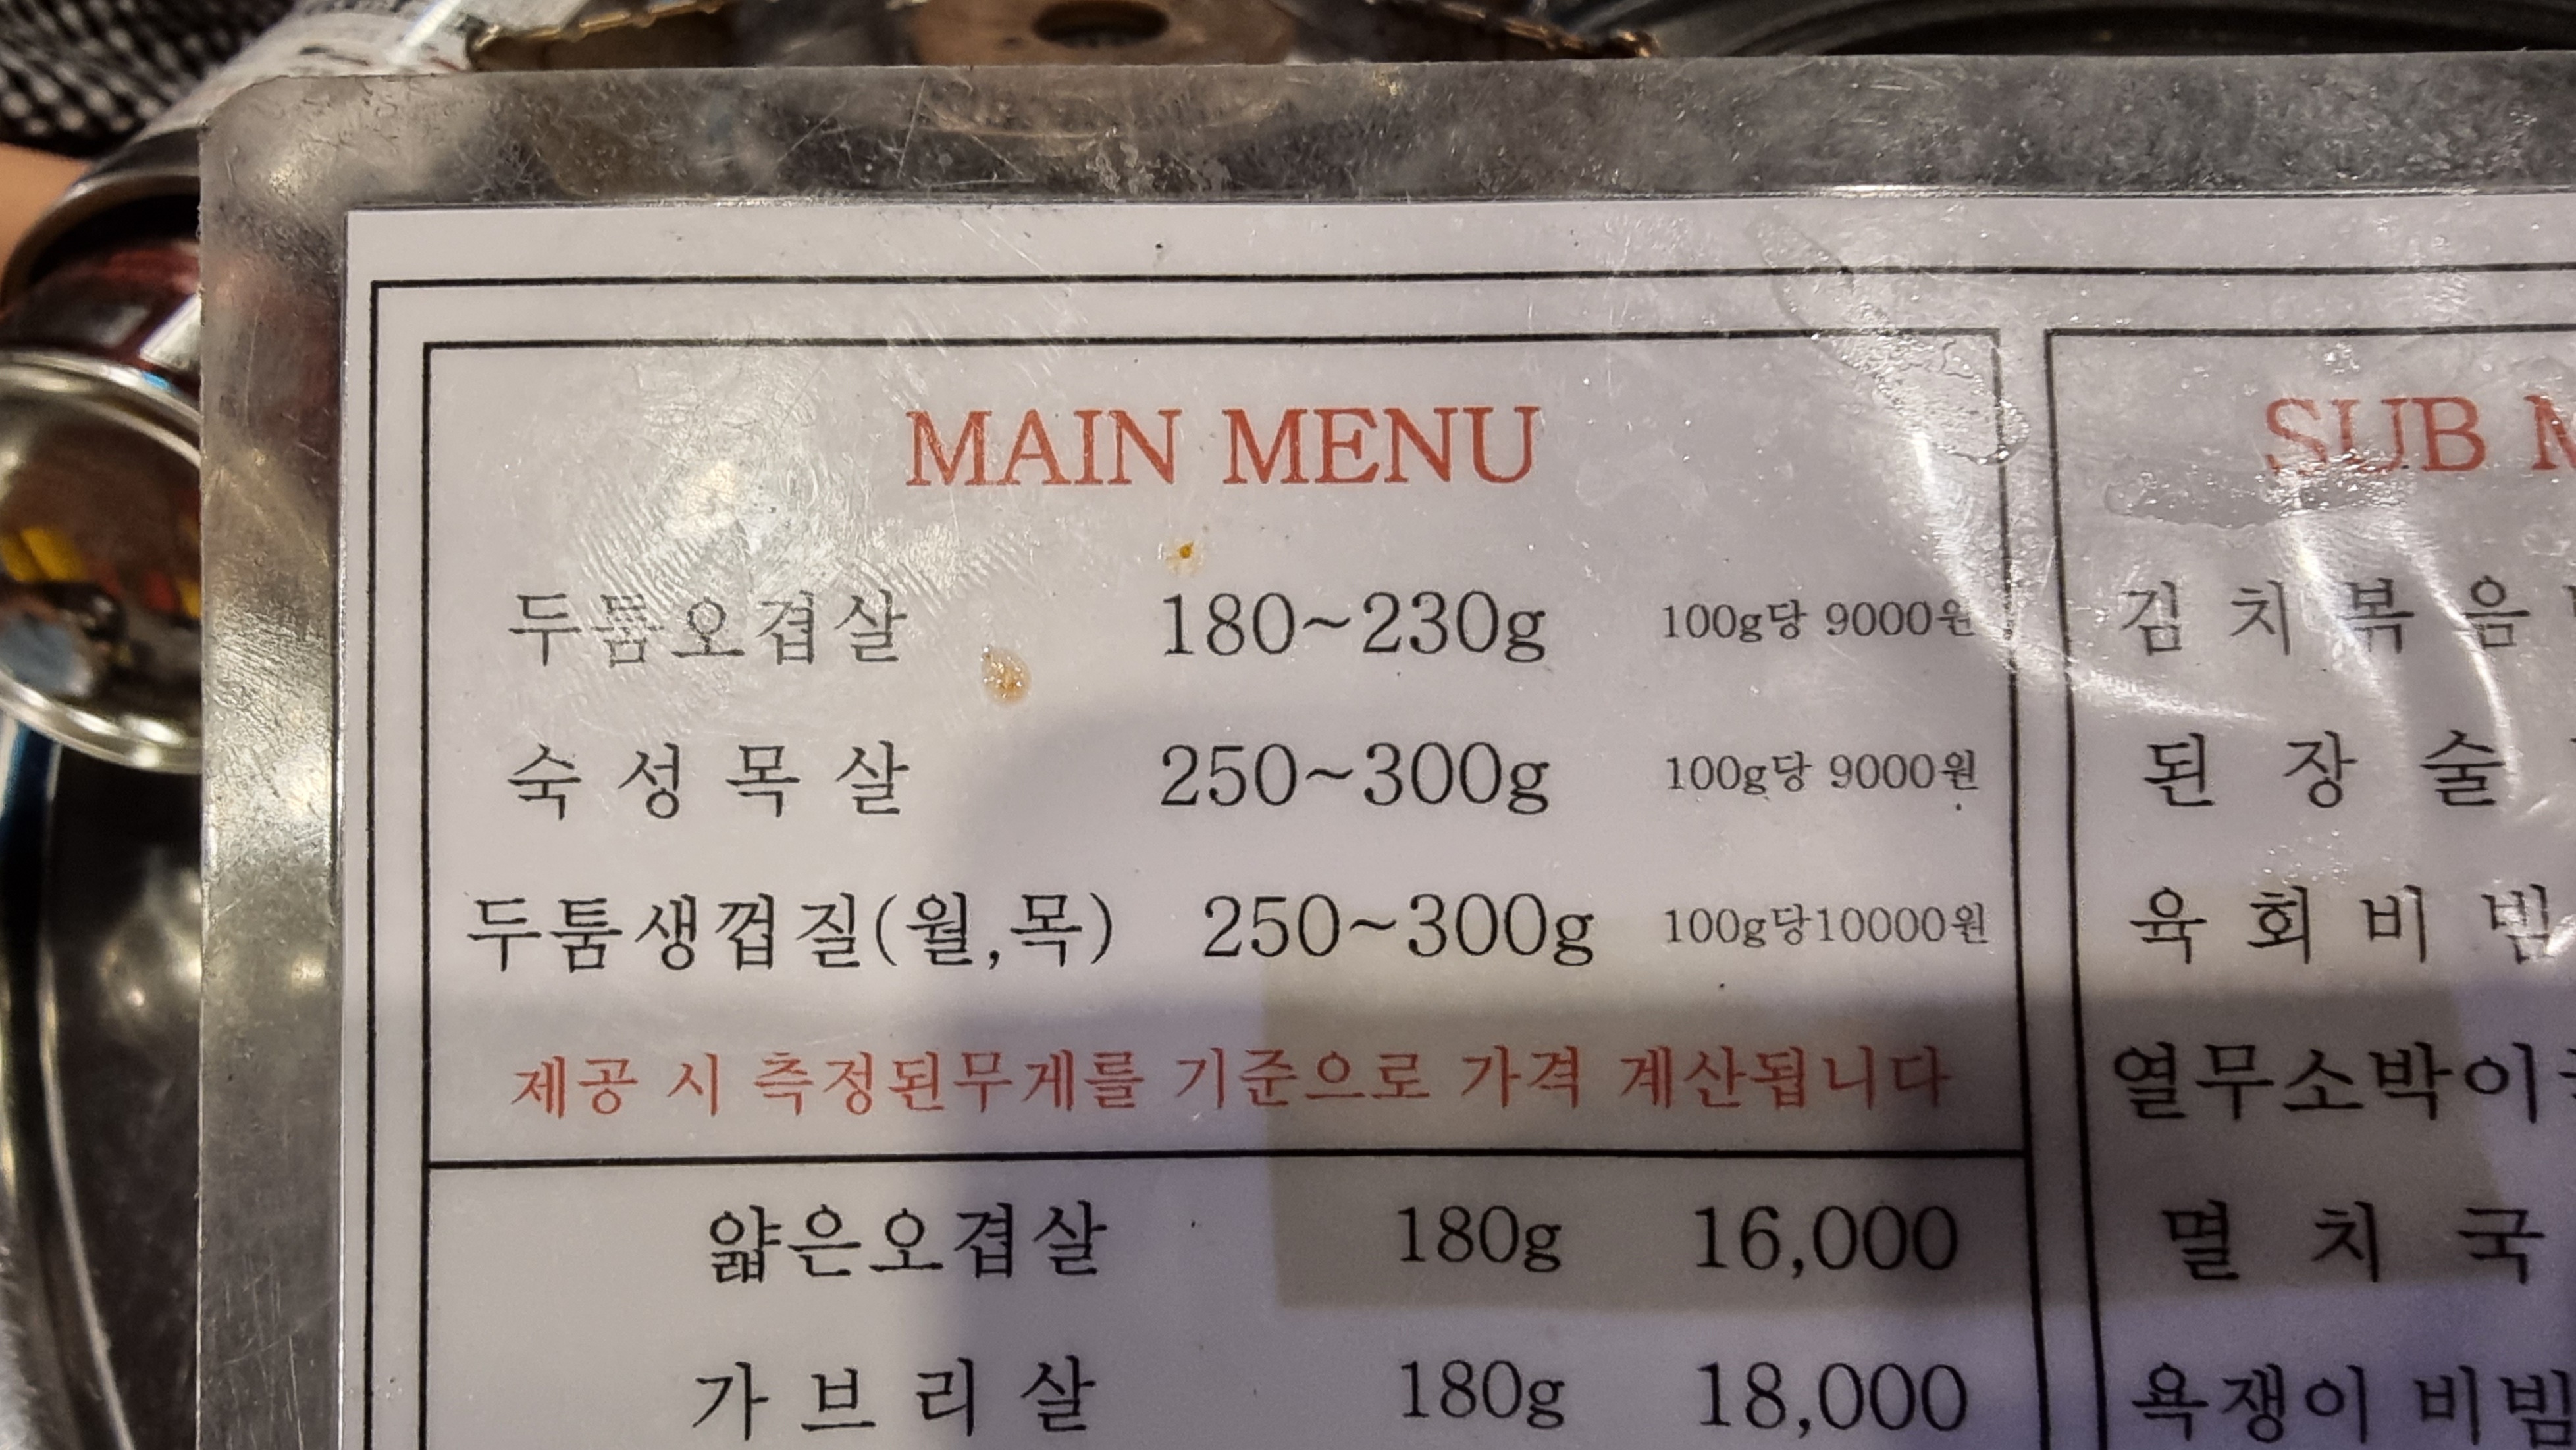 MAIN MENU
두툼오겹살 180~230g 100g당 9000원
숙성목살 250~300g 100g당 9000원
두툼생껍질(월,목) 250~300g 100g당10000원
제공 시 측정된무게를 기준으로 가격 계산됩니다
얇은오겹살 180g 16,000
가브리살 180g 18,000
SUB
김치볶음
된장술
육회비빔
열무소박이
멸치국
욕쟁이 비빔